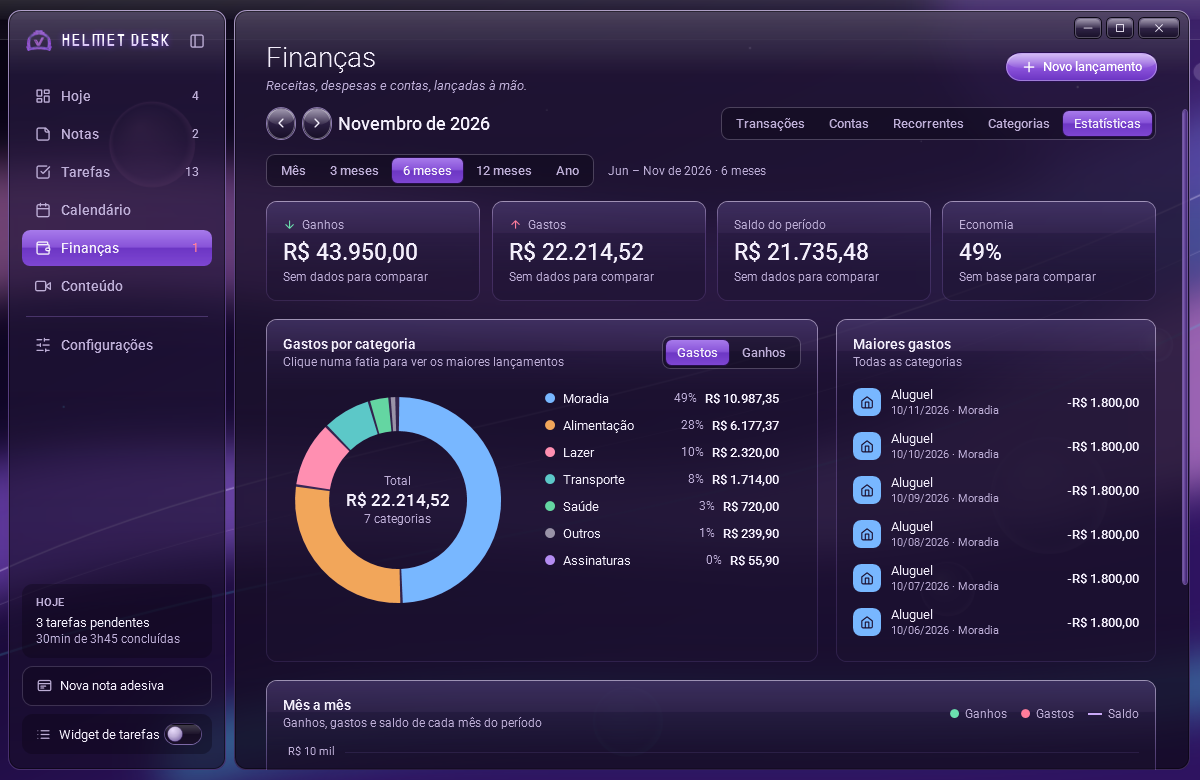 HELMET DESK
Hoje 4
Notas 2
Tarefas 13
Calendário
Finanças 1
Conteúdo
Configurações
HOJE
3 tarefas pendentes
30min de 3h45 concluídas
Nova nota adesiva
Widget de tarefas
Finanças
Receitas, despesas e contas, lançadas à mão.
Novo lançamento
Novembro de 2026
Transações Contas Recorrentes Categorias Estatísticas
Mês 3 meses 6 meses 12 meses Ano
Jun – Nov de 2026 · 6 meses
Ganhos
R$ 43.950,00
Sem dados para comparar
Gastos
R$ 22.214,52
Sem dados para comparar
Saldo do período
R$ 21.735,48
Sem dados para comparar
Economia
49%
Sem base para comparar
Gastos por categoria
Clique numa fatia para ver os maiores lançamentos
Gastos Ganhos
Total
R$ 22.214,52
7 categorias
Moradia 49% R$ 10.987,35
Alimentação 28% R$ 6.177,37
Lazer 10% R$ 2.320,00
Transporte 8% R$ 1.714,00
Saúde 3% R$ 720,00
Outros 1% R$ 239,90
Assinaturas 0% R$ 55,90
Maiores gastos
Todas as categorias
Aluguel
10/11/2026 · Moradia
-R$ 1.800,00
Aluguel
10/10/2026 · Moradia
-R$ 1.800,00
Aluguel
10/09/2026 · Moradia
-R$ 1.800,00
Aluguel
10/08/2026 · Moradia
-R$ 1.800,00
Aluguel
10/07/2026 · Moradia
-R$ 1.800,00
Aluguel
10/06/2026 · Moradia
-R$ 1.800,00
Mês a mês
Ganhos, gastos e saldo de cada mês do período
Ganhos Gastos Saldo
R$ 10 mil